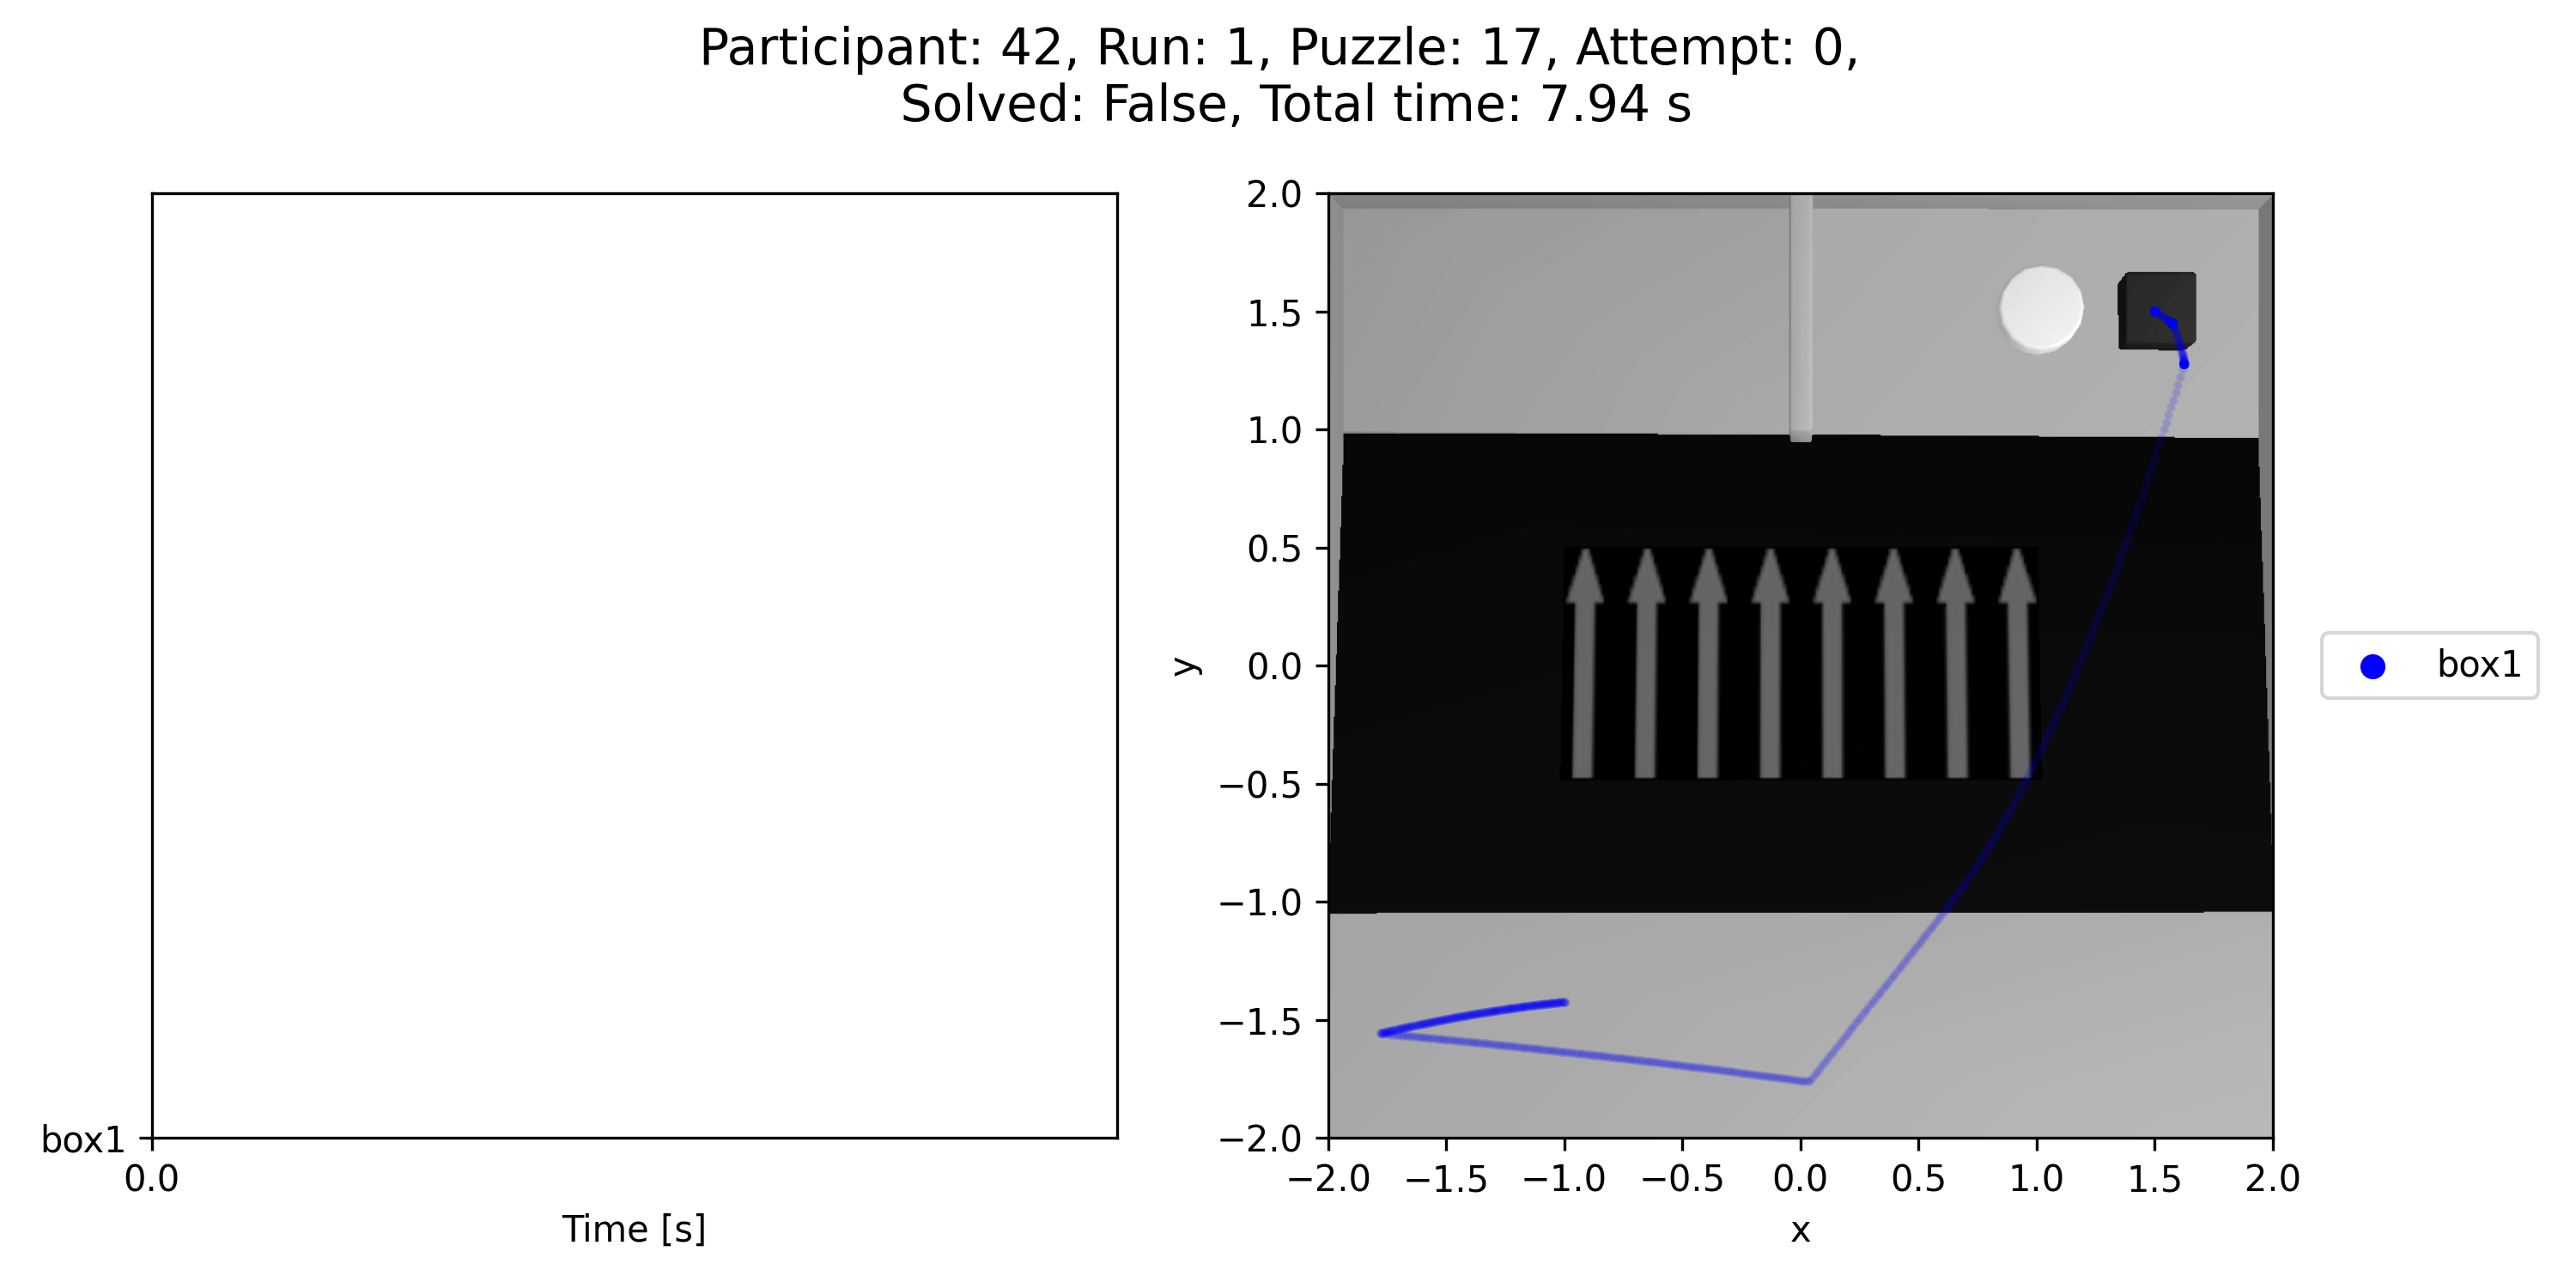 Participant: 42, Run: 1, Puzzle: 17, Attempt: 0,
Solved: False, Total time: 7.94 s
box1
0.0
Time [s]
2.0
1.5
1.0
0.5
0.0
−0.5
−1.0
−1.5
−2.0
y
−2.0 −1.5 −1.0 −0.5 0.0 0.5 1.0 1.5 2.0
x
box1